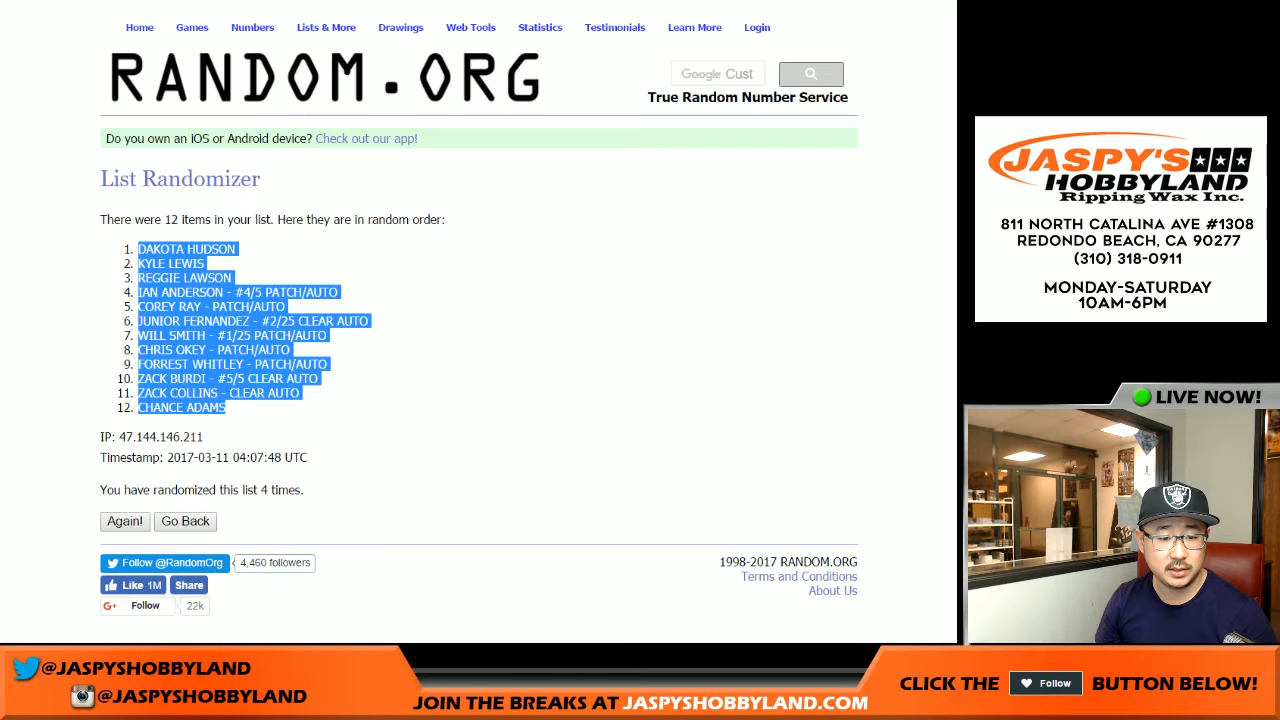 Home Games Numbers Lists & More Drawings Web Tools Statistics Testimonials Learn More Login
RANDOM.ORG
Google Cust
True Random Number Service
Do you own an iOS or Android device? Check out our app!
List Randomizer
There were 12 items in your list. Here they are in random order:
1. DAKOTA HUDSON
2. KYLE LEWIS
3. REGGIE LAWSON
4. IAN ANDERSON - #4/5 PATCH/AUTO
5. COREY RAY - PATCH/AUTO
6. JUNIOR FERNANDEZ - #2/25 CLEAR AUTO
7. WILL SMITH - #1/25 PATCH/AUTO
8. CHRIS OKEY - PATCH/AUTO
9. FORREST WHITLEY - PATCH/AUTO
10. ZACK BURDI - #5/5 CLEAR AUTO
11. ZACK COLLINS - CLEAR AUTO
12. CHANCE ADAMS
IP: 47.144.146.211
Timestamp: 2017-03-11 04:07:48 UTC
You have randomized this list 4 times.
Again! Go Back
Follow @RandomOrg 4,460 followers
Like 1M Share
G+ Follow 22k
1998-2017 RANDOM.ORG
Terms and Conditions
About Us
JASPY'S
HOBBYLAND
Ripping Wax Inc.
811 NORTH CATALINA AVE #1308
REDONDO BEACH, CA 90277
(310) 318-0911
MONDAY-SATURDAY
10AM-6PM
LIVE NOW!
@JASPYSHOBBYLAND
@JASPYSHOBBYLAND
JOIN THE BREAKS AT JASPYSHOBBYLAND.COM
CLICK THE Follow BUTTON BELOW!